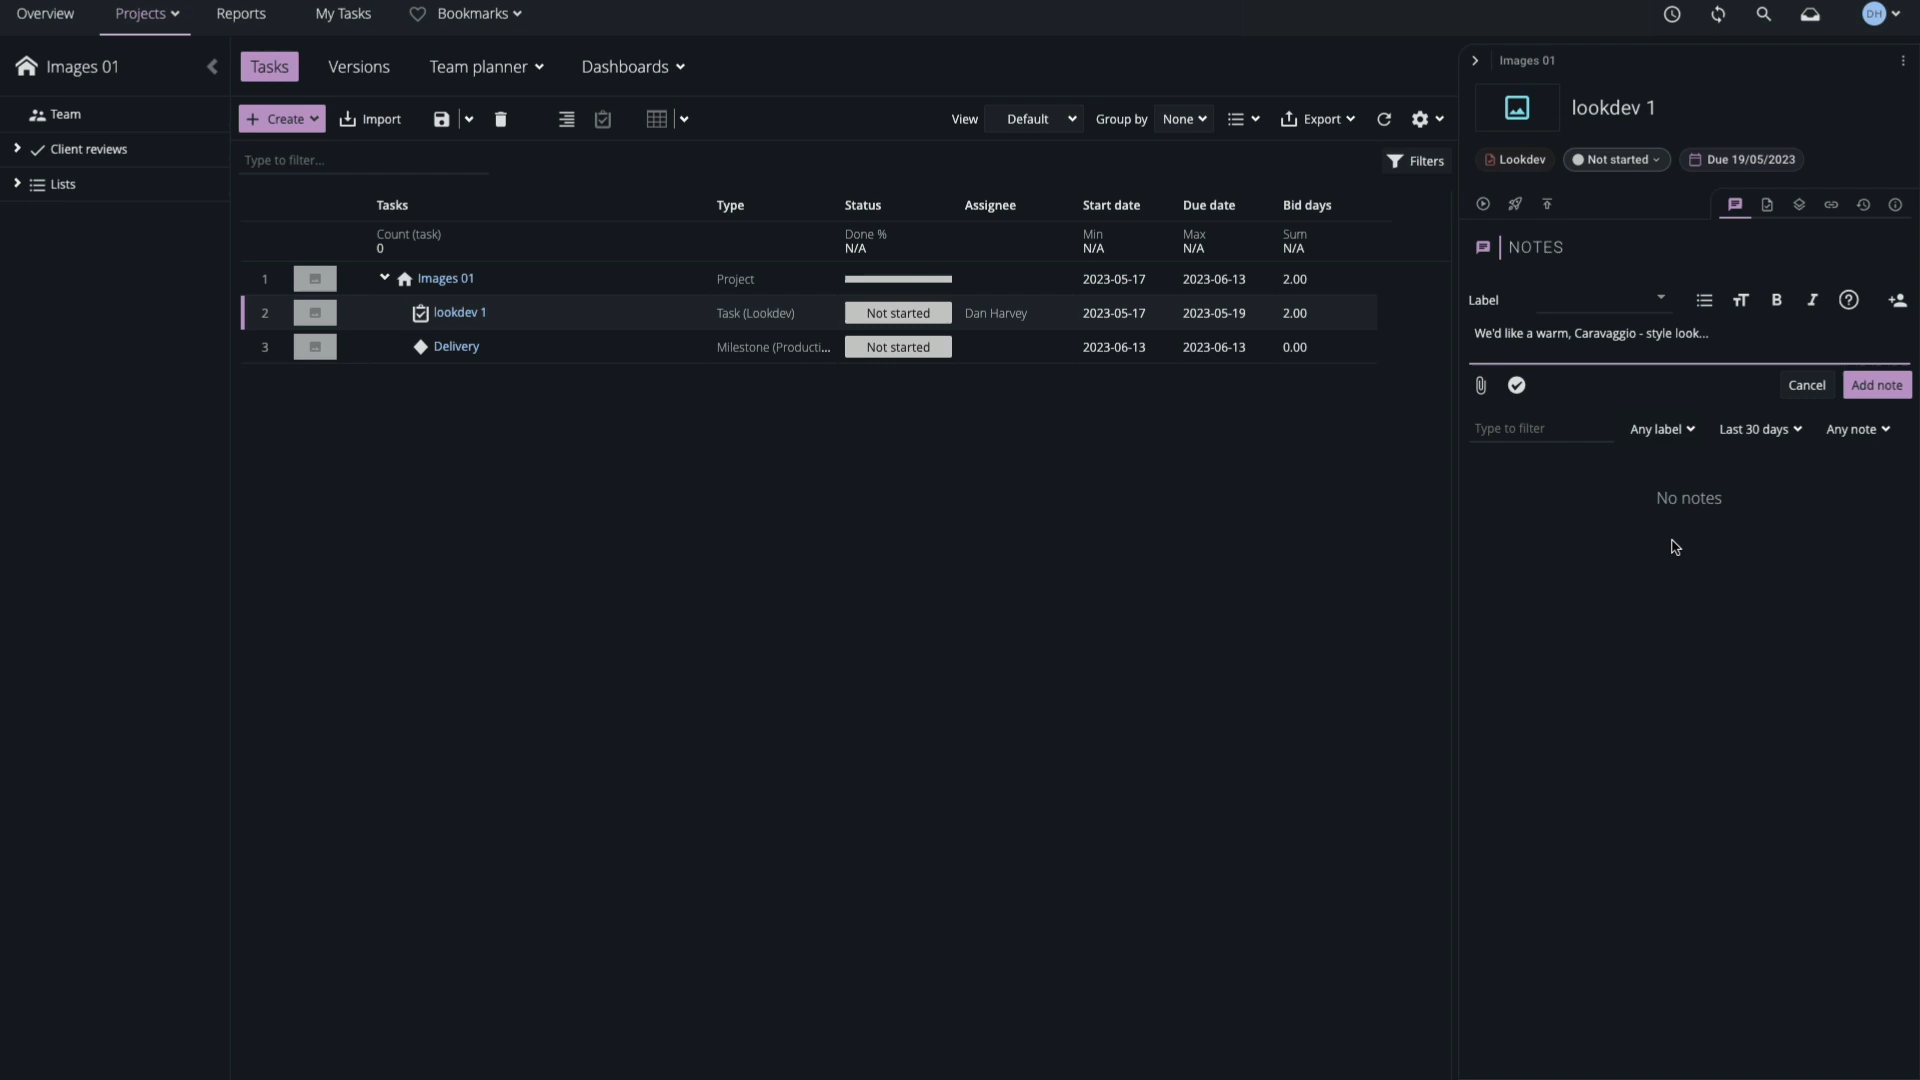 Overview Projects Reports My Tasks Bookmarks DH
Images 01
Team
Client reviews
Lists
Tasks Versions Team planner Dashboards
+ Create Import View Default Group by None Export
Type to filter... Filters
Tasks Type Status Assignee Start date Due date Bid days
Count (task) Done % Min Max Sum
0 N/A N/A N/A N/A
1 Images 01 Project 2023-05-17 2023-06-13 2.00
2 lookdev 1 Task (Lookdev) Not started Dan Harvey 2023-05-17 2023-05-19 2.00
3 Delivery Milestone (Producti... Not started 2023-06-13 2023-06-13 0.00
Images 01
lookdev 1
Lookdev Not started Due 19/05/2023
NOTES
Label
We'd like a warm, Caravaggio - style look...
Cancel Add note
Type to filter Any label Last 30 days Any note
No notes